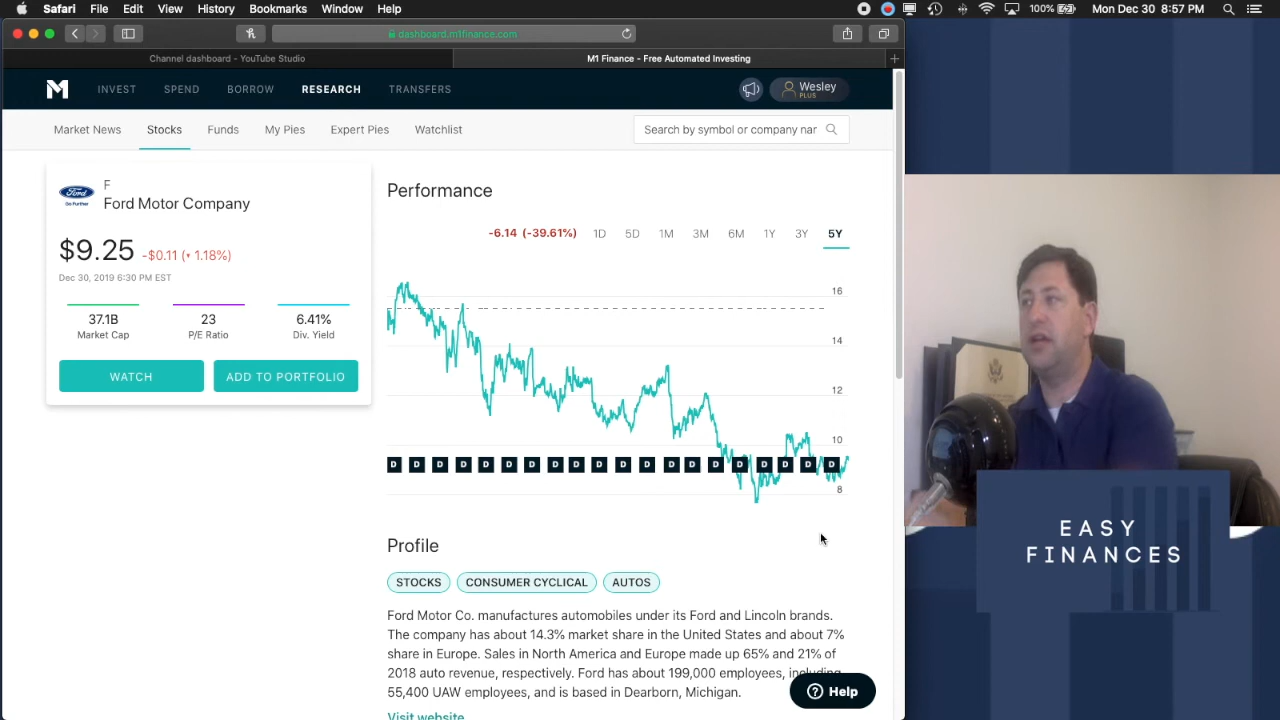 Safari File Edit View History Bookmarks Window Help
100% Mon Dec 30 8:57 PM
dashboard.m1finance.com
Channel dashboard - YouTube Studio
M1 Finance - Free Automated Investing
INVEST SPEND BORROW RESEARCH TRANSFERS
Wesley
PLUS
Market News Stocks Funds My Pies Expert Pies Watchlist
Search by symbol or company nar
Ford
Go Further
F
Ford Motor Company
$9.25 -$0.11 (▾ 1.18%)
Dec 30, 2019 6:30 PM EST
37.1B 23 6.41%
Market Cap P/E Ratio Div. Yield
WATCH ADD TO PORTFOLIO
Performance
-6.14 (-39.61%) 1D 5D 1M 3M 6M 1Y 3Y 5Y
16
14
12
10
D D D D D D D D D D D D D D D D D D D D
8
Profile
STOCKS CONSUMER CYCLICAL AUTOS
Ford Motor Co. manufactures automobiles under its Ford and Lincoln brands.
The company has about 14.3% market share in the United States and about 7%
share in Europe. Sales in North America and Europe made up 65% and 21% of
2018 auto revenue, respectively. Ford has about 199,000 employees, including
55,400 UAW employees, and is based in Dearborn, Michigan.
Visit website
Help
EASY
FINANCES